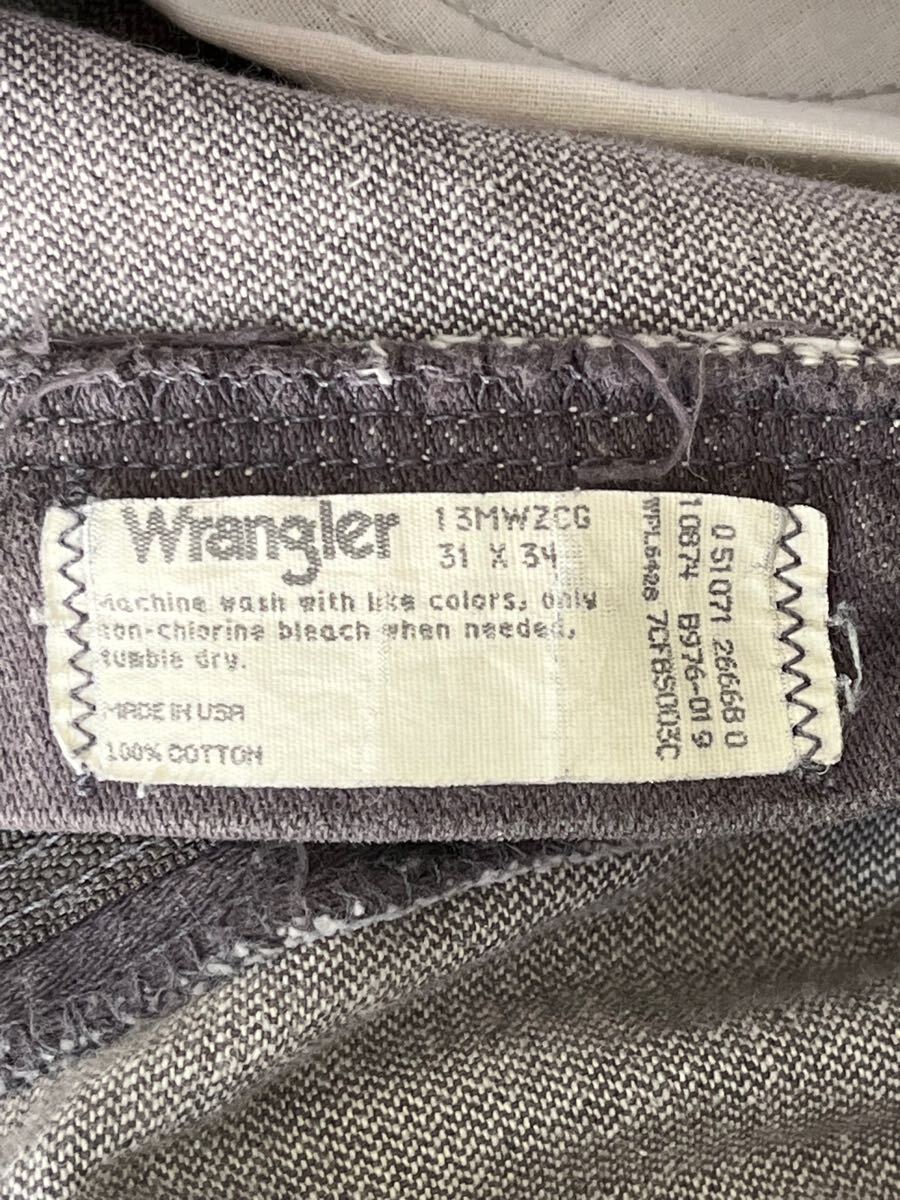 Wrangler 13MWZCG
31 X 34
Machine wash with like colors, only
non-chlorine bleach when needed,
tumble dry.
MADE IN USA
100% COTTON
0 51071 26668 0
10874 B976-019
WPL6428 7CF8S003C